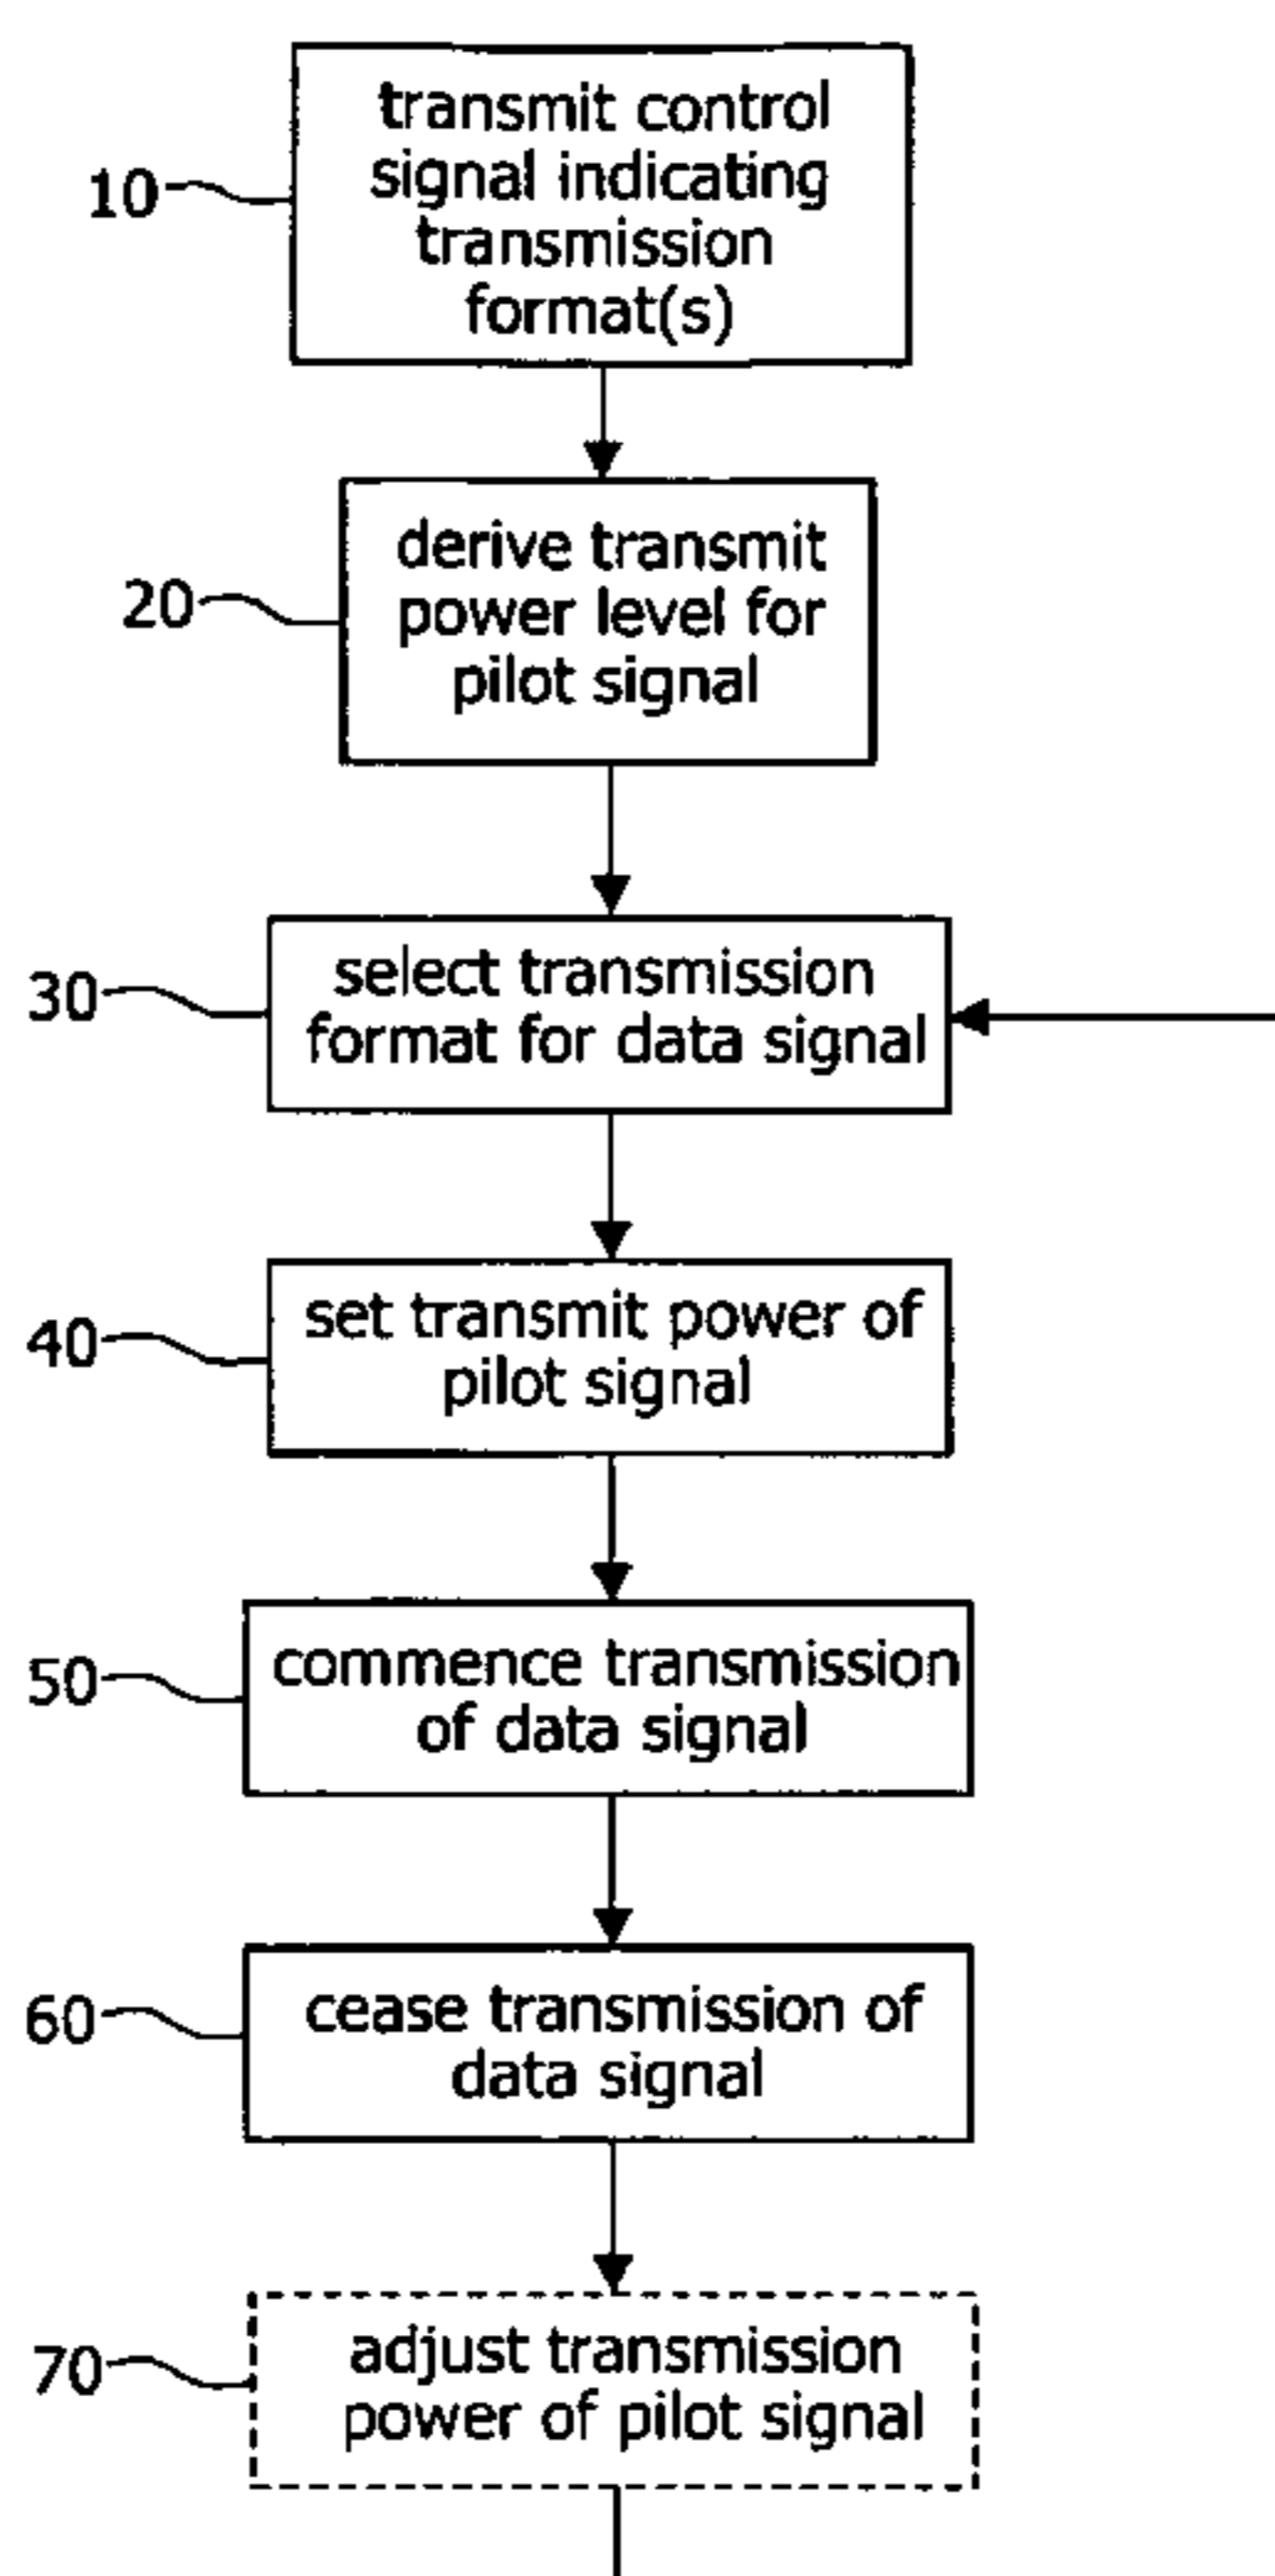 10
transmit control
signal indicating
transmission
format(s)
20
derive transmit
power level for
pilot signal
30
select transmission
format for data signal
40
set transmit power of
pilot signal
50
commence transmission
of data signal
60
cease transmission of
data signal
70
adjust transmission
power of pilot signal